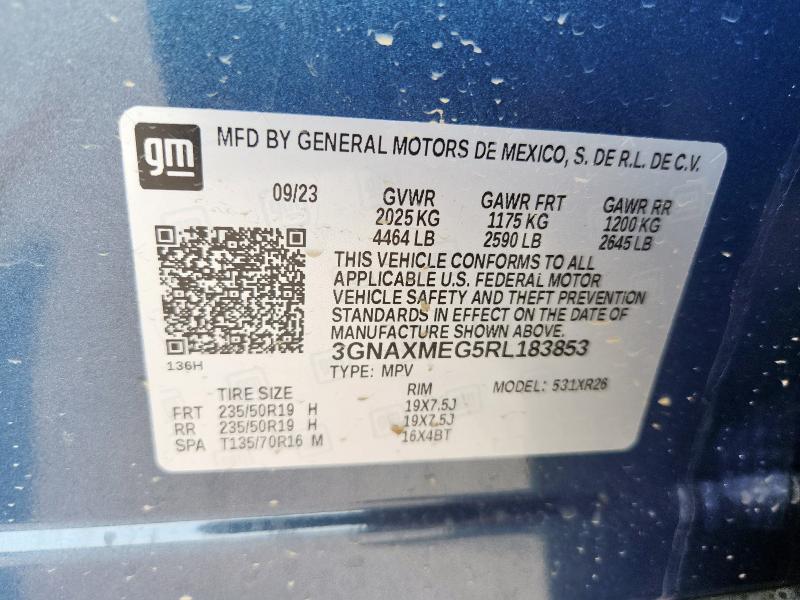 gm
MFD BY GENERAL MOTORS DE MEXICO, S. DE R.L. DE C.V.
09/23 GVWR GAWR FRT GAWR RR
2025 KG 1175 KG 1200 KG
4464 LB 2590 LB 2645 LB
THIS VEHICLE CONFORMS TO ALL
APPLICABLE U.S. FEDERAL MOTOR
VEHICLE SAFETY AND THEFT PREVENTION
STANDARDS IN EFFECT ON THE DATE OF
MANUFACTURE SHOWN ABOVE.
3GNAXMEG5RL183853
136H
TYPE: MPV MODEL: 531XR26
TIRE SIZE RIM
FRT 235/50R19 H 19X7.5J
RR 235/50R19 H 19X7.5J
SPA T135/70R16 M 16X4BT